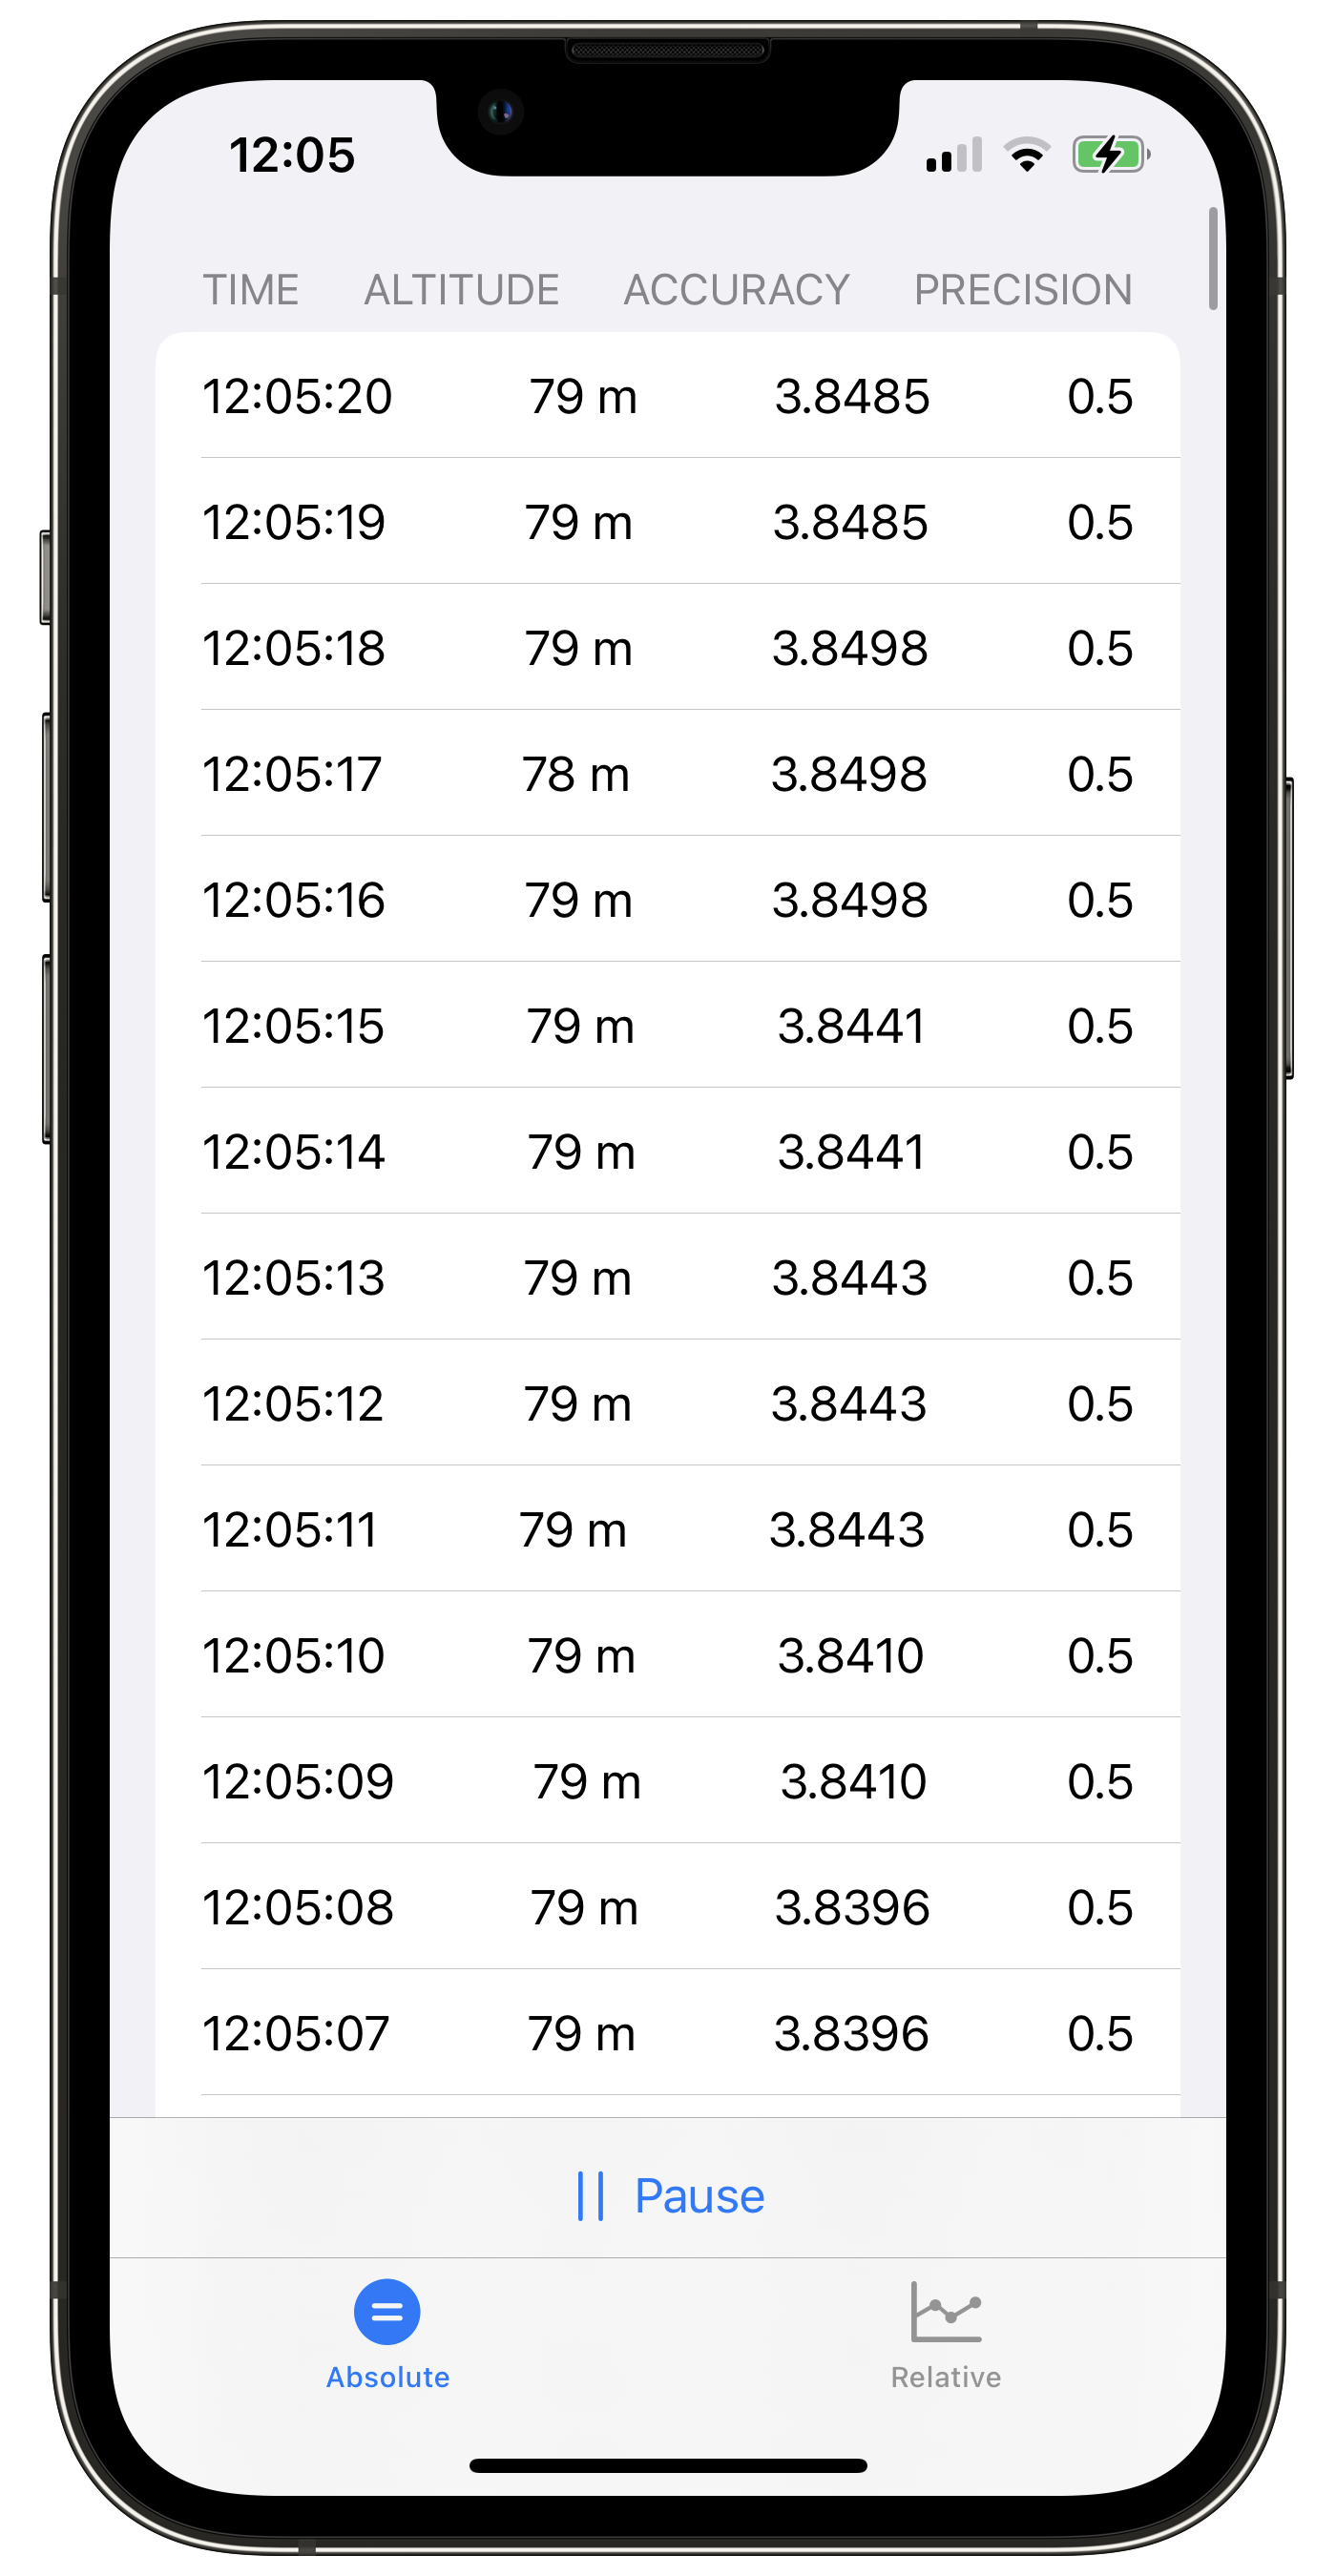 12:05
TIME ALTITUDE ACCURACY PRECISION
12:05:20 79 m 3.8485 0.5
12:05:19 79 m 3.8485 0.5
12:05:18 79 m 3.8498 0.5
12:05:17 78 m 3.8498 0.5
12:05:16 79 m 3.8498 0.5
12:05:15 79 m 3.8441 0.5
12:05:14 79 m 3.8441 0.5
12:05:13 79 m 3.8443 0.5
12:05:12 79 m 3.8443 0.5
12:05:11 79 m 3.8443 0.5
12:05:10 79 m 3.8410 0.5
12:05:09 79 m 3.8410 0.5
12:05:08 79 m 3.8396 0.5
12:05:07 79 m 3.8396 0.5
Pause
Absolute Relative